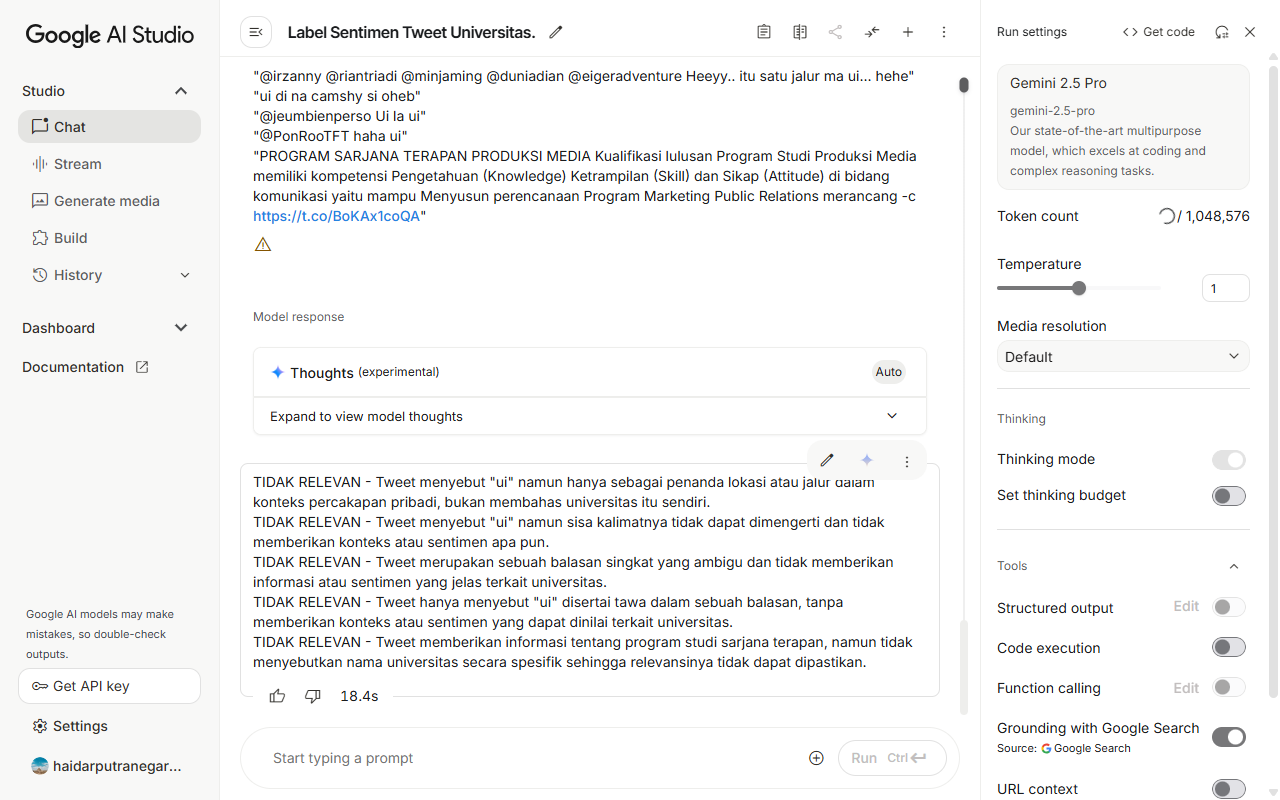 Google AI Studio
Studio
Chat
Stream
Generate media
Build
History
Dashboard
Documentation
Google AI models may make
mistakes, so double-check
outputs.
Get API key
Settings
haidarputranegar...
Label Sentimen Tweet Universitas.
"@irzanny @riantriadi @minjaming @duniadian @eigeradventure Heeyy.. itu satu jalur ma ui... hehe"
"ui di na camshy si oheb"
"@jeumbienperso Ui la ui"
"@PonRooTFT haha ui"
"PROGRAM SARJANA TERAPAN PRODUKSI MEDIA Kualifikasi lulusan Program Studi Produksi Media
memiliki kompetensi Pengetahuan (Knowledge) Ketrampilan (Skill) dan Sikap (Attitude) di bidang
komunikasi yaitu mampu Menyusun perencanaan Program Marketing Public Relations merancang -c
https://t.co/BoKAx1coQA"
Model response
Thoughts (experimental)
Auto
Expand to view model thoughts
TIDAK RELEVAN - Tweet menyebut "ui" namun hanya sebagai penanda lokasi atau jalur dalam
konteks percakapan pribadi, bukan membahas universitas itu sendiri.
TIDAK RELEVAN - Tweet menyebut "ui" namun sisa kalimatnya tidak dapat dimengerti dan tidak
memberikan konteks atau sentimen apa pun.
TIDAK RELEVAN - Tweet merupakan sebuah balasan singkat yang ambigu dan tidak memberikan
informasi atau sentimen yang jelas terkait universitas.
TIDAK RELEVAN - Tweet hanya menyebut "ui" disertai tawa dalam sebuah balasan, tanpa
memberikan konteks atau sentimen yang dapat dinilai terkait universitas.
TIDAK RELEVAN - Tweet memberikan informasi tentang program studi sarjana terapan, namun tidak
menyebutkan nama universitas secara spesifik sehingga relevansinya tidak dapat dipastikan.
18.4s
Start typing a prompt
Run Ctrl
Run settings
Get code
Gemini 2.5 Pro
gemini-2.5-pro
Our state-of-the-art multipurpose
model, which excels at coding and
complex reasoning tasks.
Token count
/ 1,048,576
Temperature
1
Media resolution
Default
Thinking
Thinking mode
Set thinking budget
Tools
Structured output Edit
Code execution
Function calling Edit
Grounding with Google Search
Source: Google Search
URL context